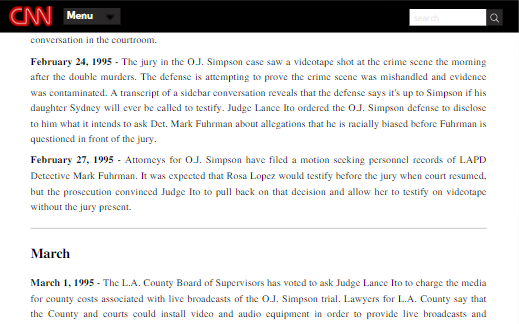 CNN Menu search
conversation in the courtroom.
February 24, 1995 - The jury in the O.J. Simpson case saw a videotape shot at the crime scene the morning
after the double murders. The defense is attempting to prove the crime scene was mishandled and evidence
was contaminated. A transcript of a sidebar conversation reveals that the defense says it's up to Simpson if his
daughter Sydney will ever be called to testify. Judge Lance Ito ordered the O.J. Simpson defense to disclose
to him what it intends to ask Det. Mark Fuhrman about allegations that he is racially biased before Fuhrman is
questioned in front of the jury.
February 27, 1995 - Attorneys for O.J. Simpson have filed a motion seeking personnel records of LAPD
Detective Mark Fuhrman. It was expected that Rosa Lopez would testify before the jury when court resumed,
but the prosecution convinced Judge Ito to pull back on that decision and allow her to testify on videotape
without the jury present.
March
March 1, 1995 - The L.A. County Board of Supervisors has voted to ask Judge Lance Ito to charge the media
for county costs associated with live broadcasts of the O.J. Simpson trial. Lawyers for L.A. County say that
the County and courts could install video and audio equipment in order to provide live broadcasts and